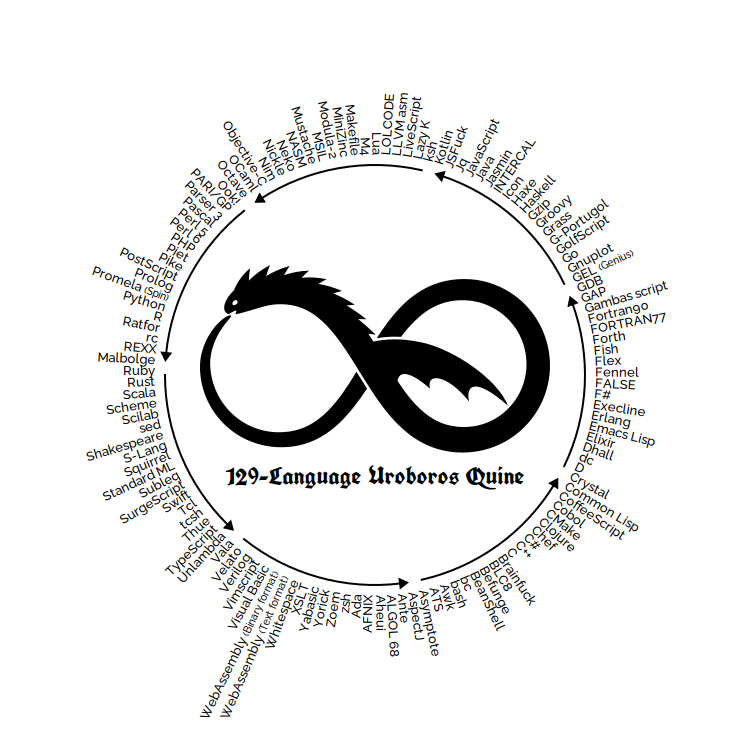 Ruby
Rust
Scala
Scheme
Scilab
sed
Shakespeare
S-Lang
Squirrel
Standard ML
Subleq
SurgeScript
Swift
Tcl
tcsh
Thue
TypeScript
Unlambda
Vala
Velato
Verilog
Vimscript
Visual Basic
WebAssembly (Binary format)
WebAssembly (Text format)
Whitespace
XSLT
Yabasic
Yorick
Zoem
zsh
Ada
AFNIX
Aheui
ALGOL 68
Ante
AspectJ
Asymptote
ATS
Awk
bash
bc
BeanShell
Befunge
BLC8
Brainfuck
C
C++
C#
Chef
Clojure
CMake
Cobol
CoffeeScript
Common Lisp
Crystal
D
dc
Dhall
Elixir
Emacs Lisp
Erlang
Execline
F#
FALSE
Fennel
Flex
Fish
Forth
FORTRAN77
Fortran90
Gambas script
GAP
GDB
GEL (Genius)
Gnuplot
Go
GolfScript
G-Portugol
Grass
Groovy
Gzip
Haskell
Haxe
Icon
INTERCAL
Jasmin
Java
JavaScript
Jq
JSFuck
Kotlin
ksh
Lazy K
LiveScript
LLVM asm
LOLCODE
Lua
M4
Makefile
MiniZinc
Modula-2
MSIL
Mustache
NASM
Neko
Nickle
Nim
Objective-C
OCaml
Octave
Ook!
PARI/GP
Parser 3
Pascal
Perl 5
Perl 6
PHP
Piet
Pike
PostScript
Prolog
Promela (Spin)
Python
R
Ratfor
rc
REXX
Malbolge
129-Language Uroboros Quine